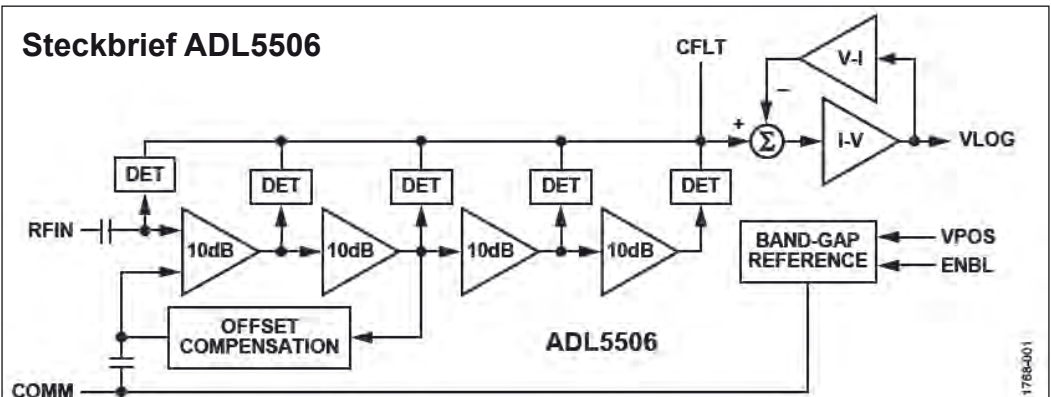 Steckbrief ADL5506
CFLT
V-I
–
+
Σ
I-V
VLOG
DET
DET
DET
DET
DET
RFIN
10dB
10dB
10dB
10dB
BAND-GAP
REFERENCE
VPOS
ENBL
OFFSET
COMPENSATION
ADL5506
COMM
1768-001